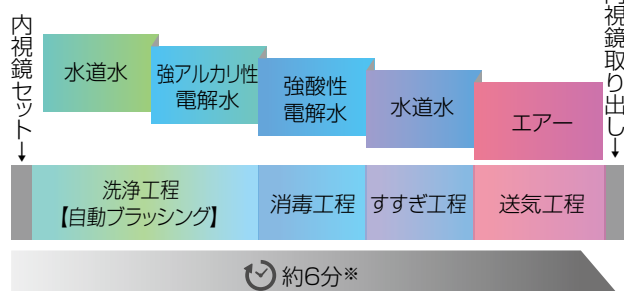 内視鏡セット→
水道水
強アルカリ性
電解水
強酸性
電解水
水道水
エアー
内視鏡取り出し→
洗浄工程
【自動ブラッシング】
消毒工程
すすぎ工程
送気工程
約6分※